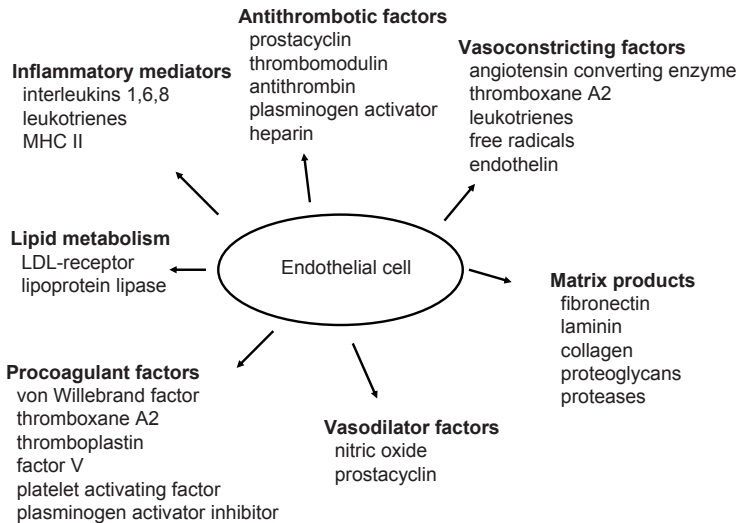 Antithrombotic factors
prostacyclin
thrombomodulin
antithrombin
plasminogen activator
heparin
Vasoconstricting factors
angiotensin converting enzyme
thromboxane A2
leukotrienes
free radicals
endothelin
Inflammatory mediators
interleukins 1,6,8
leukotrienes
MHC II
Lipid metabolism
LDL-receptor
lipoprotein lipase
Endothelial cell
Matrix products
fibronectin
laminin
collagen
proteoglycans
proteases
Procoagulant factors
von Willebrand factor
thromboxane A2
thromboplastin
factor V
platelet activating factor
plasminogen activator inhibitor
Vasodilator factors
nitric oxide
prostacyclin